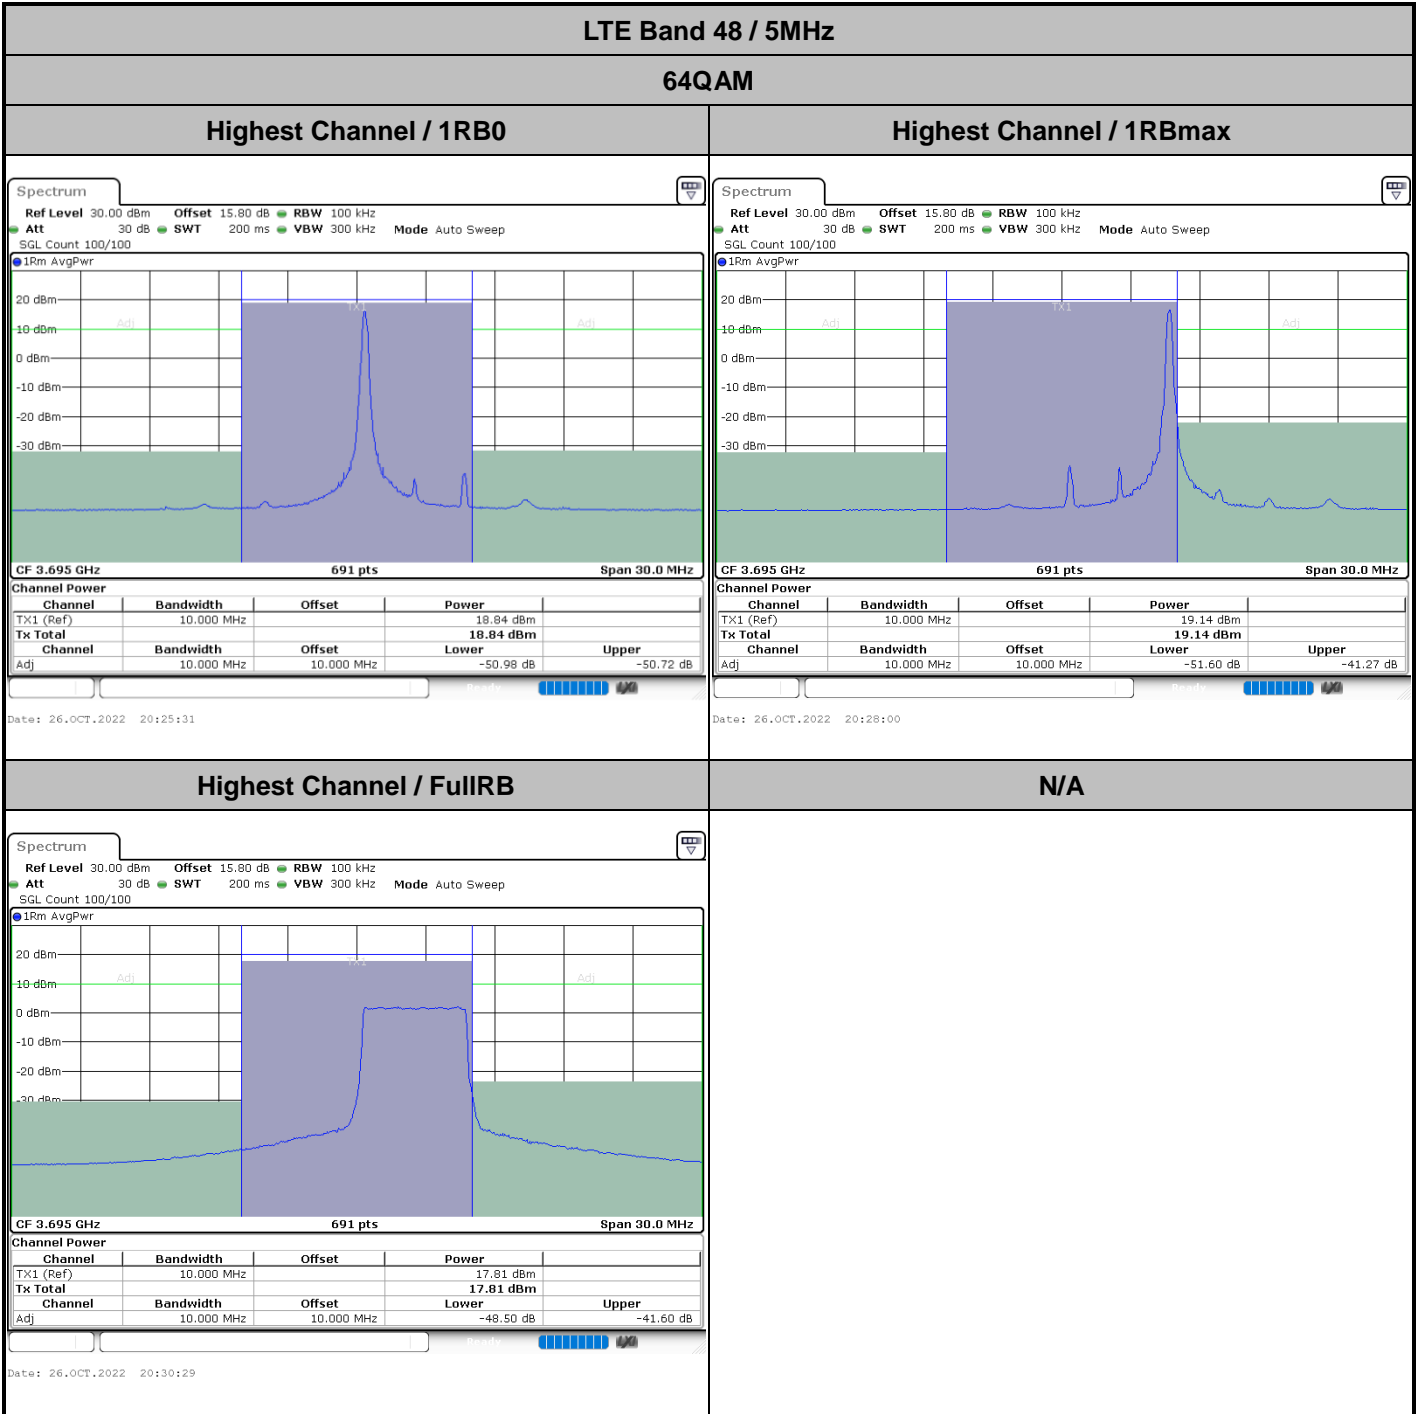 LTE Band 48 / 5MHz
64QAM
Highest Channel / 1RB0
Highest Channel / 1RBmax
Spectrum
Ref Level 30.00 dBm Offset 15.80 dB RBW 100 kHz
Att 30 dB SWT 200 ms VBW 300 kHz Mode Auto Sweep
SGL Count 100/100
1Rm AvgPwr
TX1
20 dBm
Adj
Adj
10 dBm
0 dBm
-10 dBm
-20 dBm
-30 dBm
CF 3.695 GHz 691 pts Span 30.0 MHz
Channel Power
Channel Bandwidth Offset Power
TX1 (Ref) 10.000 MHz 18.84 dBm
Tx Total 18.84 dBm
Channel Bandwidth Offset Lower Upper
Adj 10.000 MHz 10.000 MHz -50.98 dB -50.72 dB
Ready
Date: 26.OCT.2022 20:25:31
Spectrum
Ref Level 30.00 dBm Offset 15.80 dB RBW 100 kHz
Att 30 dB SWT 200 ms VBW 300 kHz Mode Auto Sweep
SGL Count 100/100
1Rm AvgPwr
TX1
20 dBm
Adj
Adj
10 dBm
0 dBm
-10 dBm
-20 dBm
-30 dBm
CF 3.695 GHz 691 pts Span 30.0 MHz
Channel Power
Channel Bandwidth Offset Power
TX1 (Ref) 10.000 MHz 19.14 dBm
Tx Total 19.14 dBm
Channel Bandwidth Offset Lower Upper
Adj 10.000 MHz 10.000 MHz -51.60 dB -41.27 dB
Ready
Date: 26.OCT.2022 20:28:00
Highest Channel / FullRB
N/A
Spectrum
Ref Level 30.00 dBm Offset 15.80 dB RBW 100 kHz
Att 30 dB SWT 200 ms VBW 300 kHz Mode Auto Sweep
SGL Count 100/100
1Rm AvgPwr
20 dBm
TX1
Adj
Adj
10 dBm
0 dBm
-10 dBm
-20 dBm
-30 dBm
CF 3.695 GHz 691 pts Span 30.0 MHz
Channel Power
Channel Bandwidth Offset Power
TX1 (Ref) 10.000 MHz 17.81 dBm
Tx Total 17.81 dBm
Channel Bandwidth Offset Lower Upper
Adj 10.000 MHz 10.000 MHz -48.50 dB -41.60 dB
Ready
Date: 26.OCT.2022 20:30:29